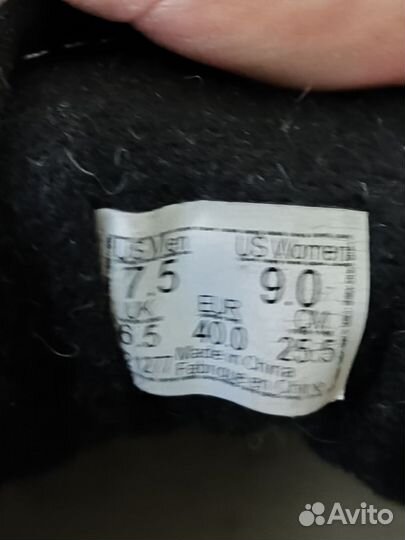 US Men US Women
7.5 9.0
UK EUR CM
6.5 40.0 25.5
1277 Made in China
Fabriqué en Chine
Avito